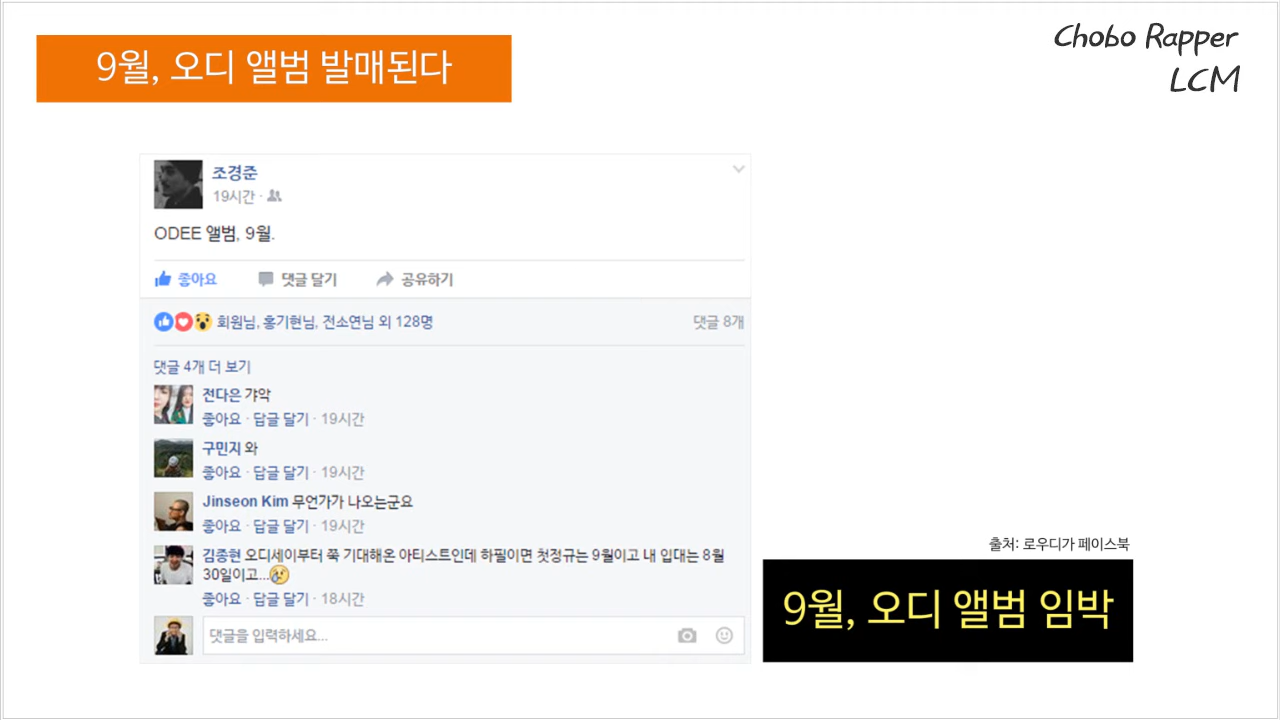 9월, 오디 앨범 발매된다
Chobo Rapper
LCM
조경준
19시간 ·
ODEE 앨범, 9월.
좋아요 댓글 달기 공유하기
회원님, 홍기현님, 전소연님 외 128명 댓글 8개
댓글 4개 더 보기
전다은 꺄악
좋아요 · 답글 달기 · 19시간
구민지 와
좋아요 · 답글 달기 · 19시간
Jinseon Kim 무언가가 나오는군요
좋아요 · 답글 달기 · 19시간
김종현 오디세이부터 쭉 기대해온 아티스트인데 하필이면 첫정규는 9월이고 내 입대는 8월
30일이고...
좋아요 · 답글 달기 · 18시간
댓글을 입력하세요...
출처: 로우디가 페이스북
9월, 오디 앨범 임박